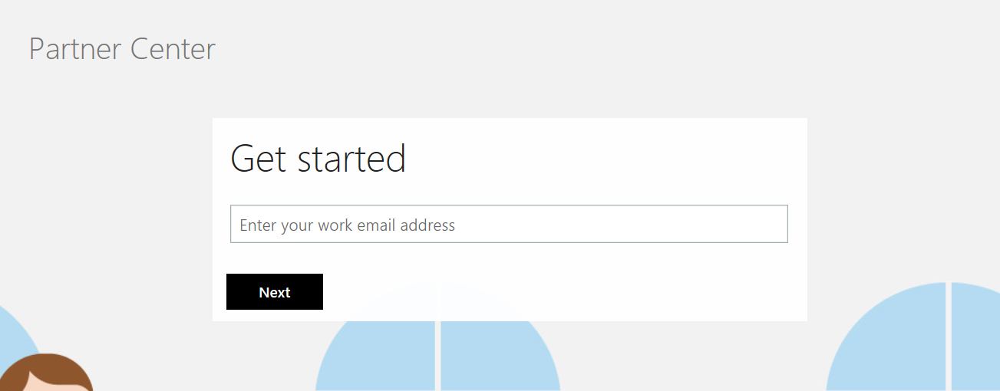 Partner Center
Get started
Enter your work email address
Next